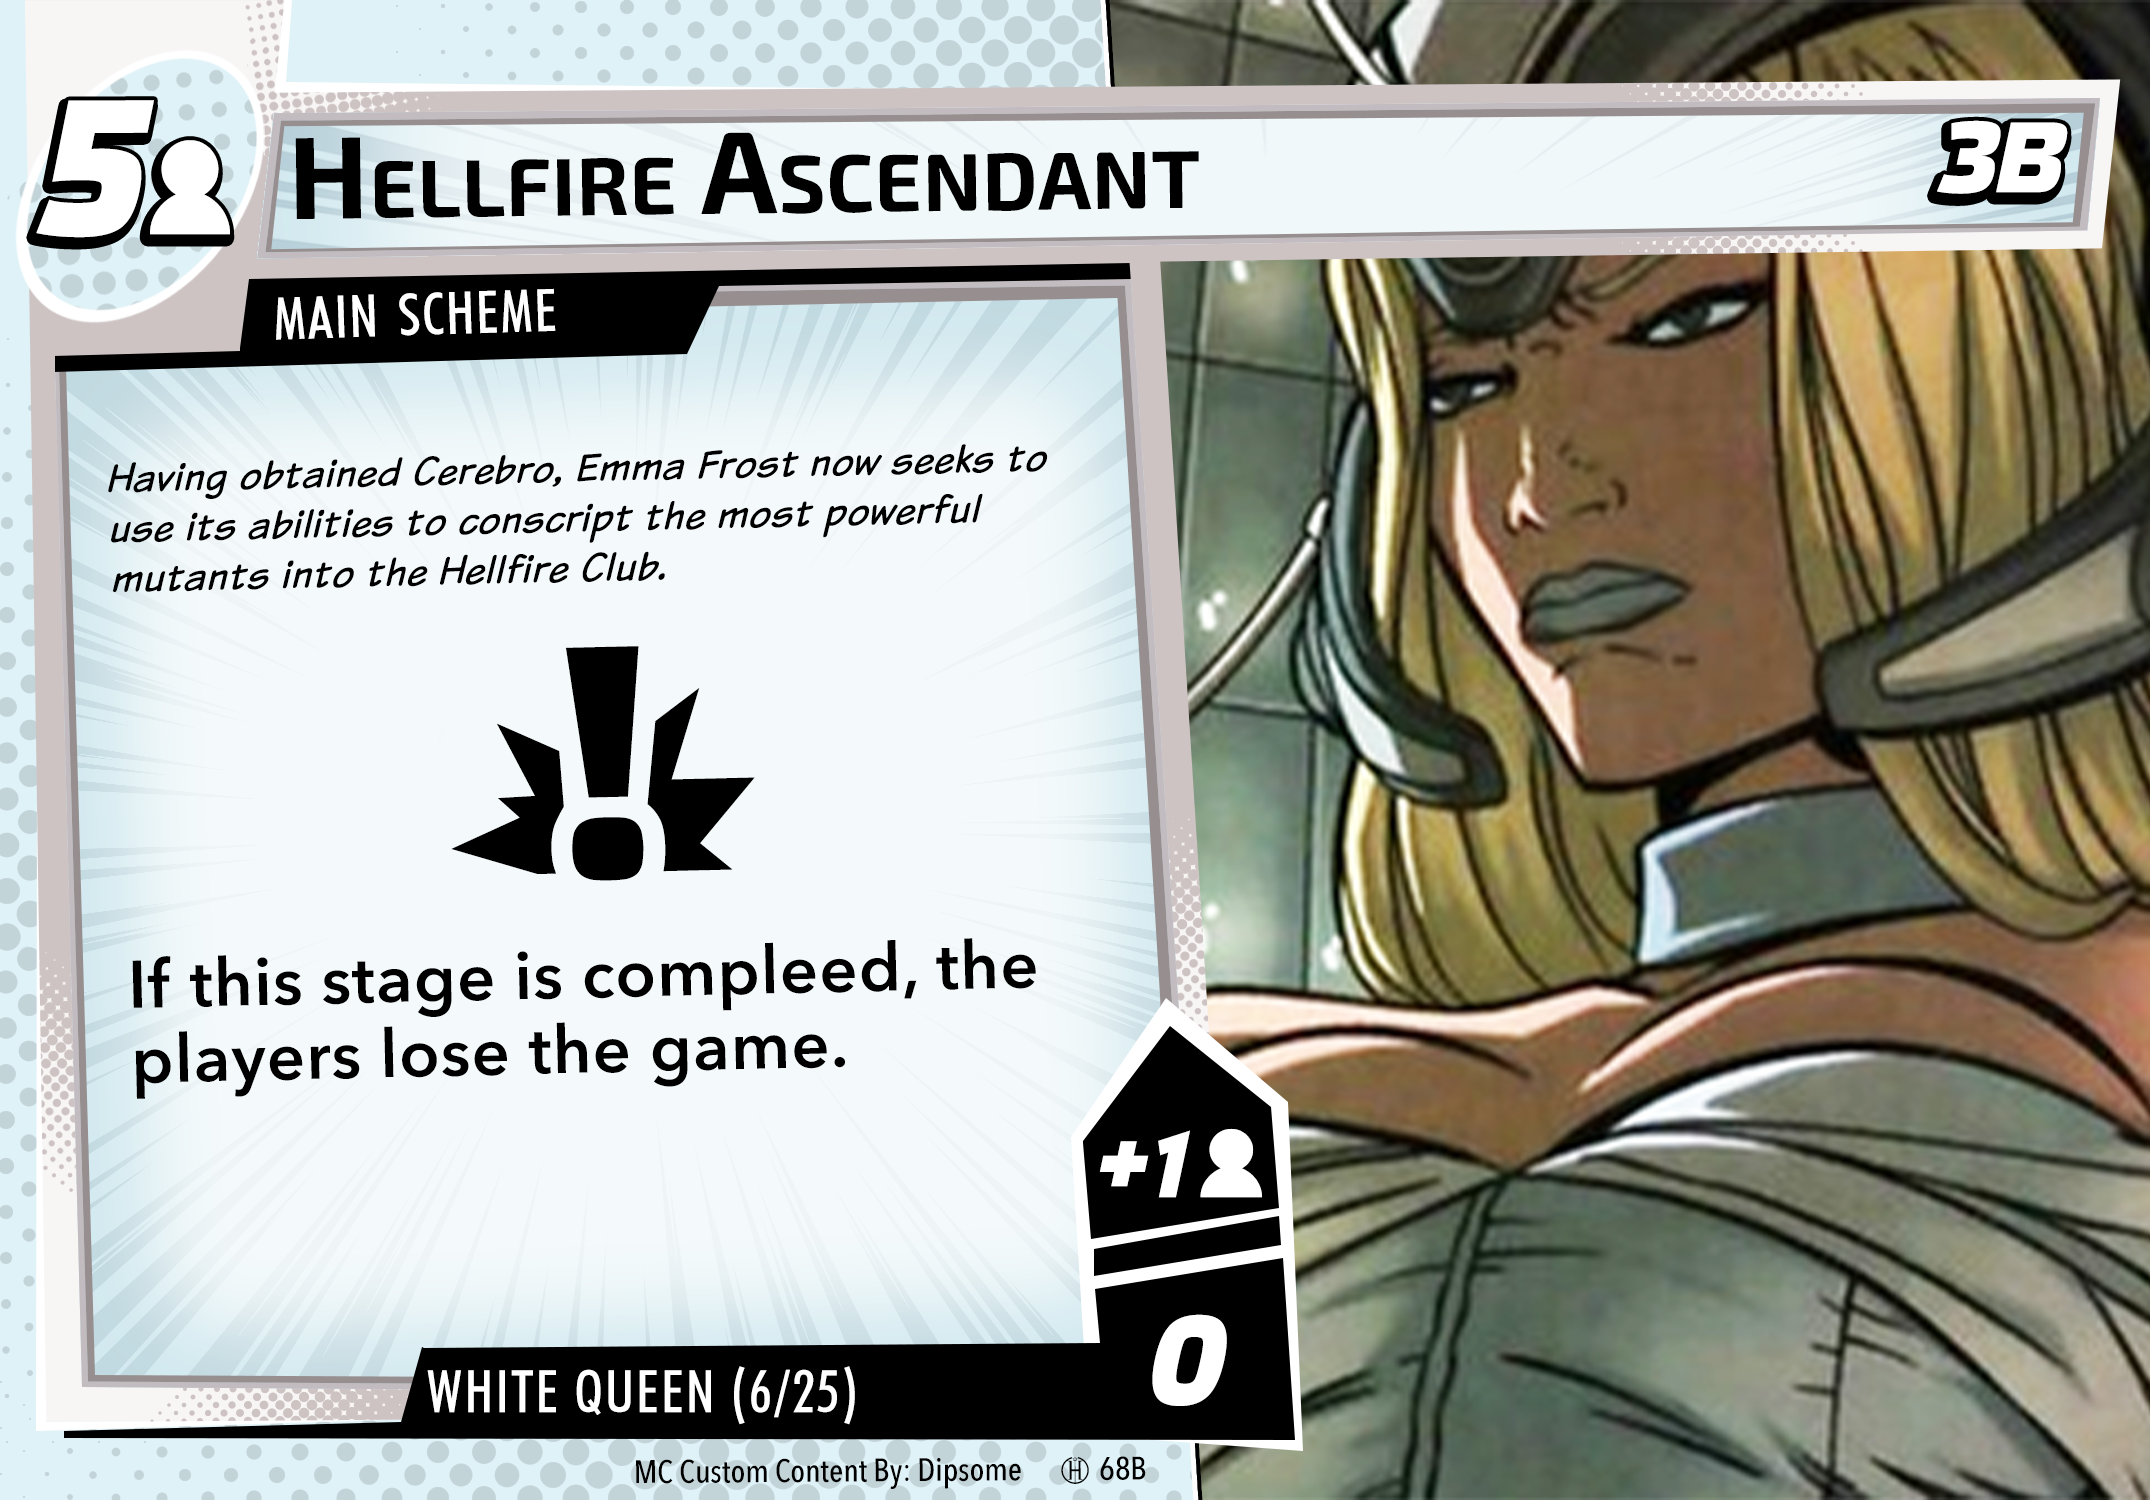 5
HELLFIRE ASCENDANT
3B
MAIN SCHEME
Having obtained Cerebro, Emma Frost now seeks to
use its abilities to conscript the most powerful
mutants into the Hellfire Club.
If this stage is compleed, the
players lose the game.
+1
0
WHITE QUEEN (6/25)
MC Custom Content By: Dipsome H 68B